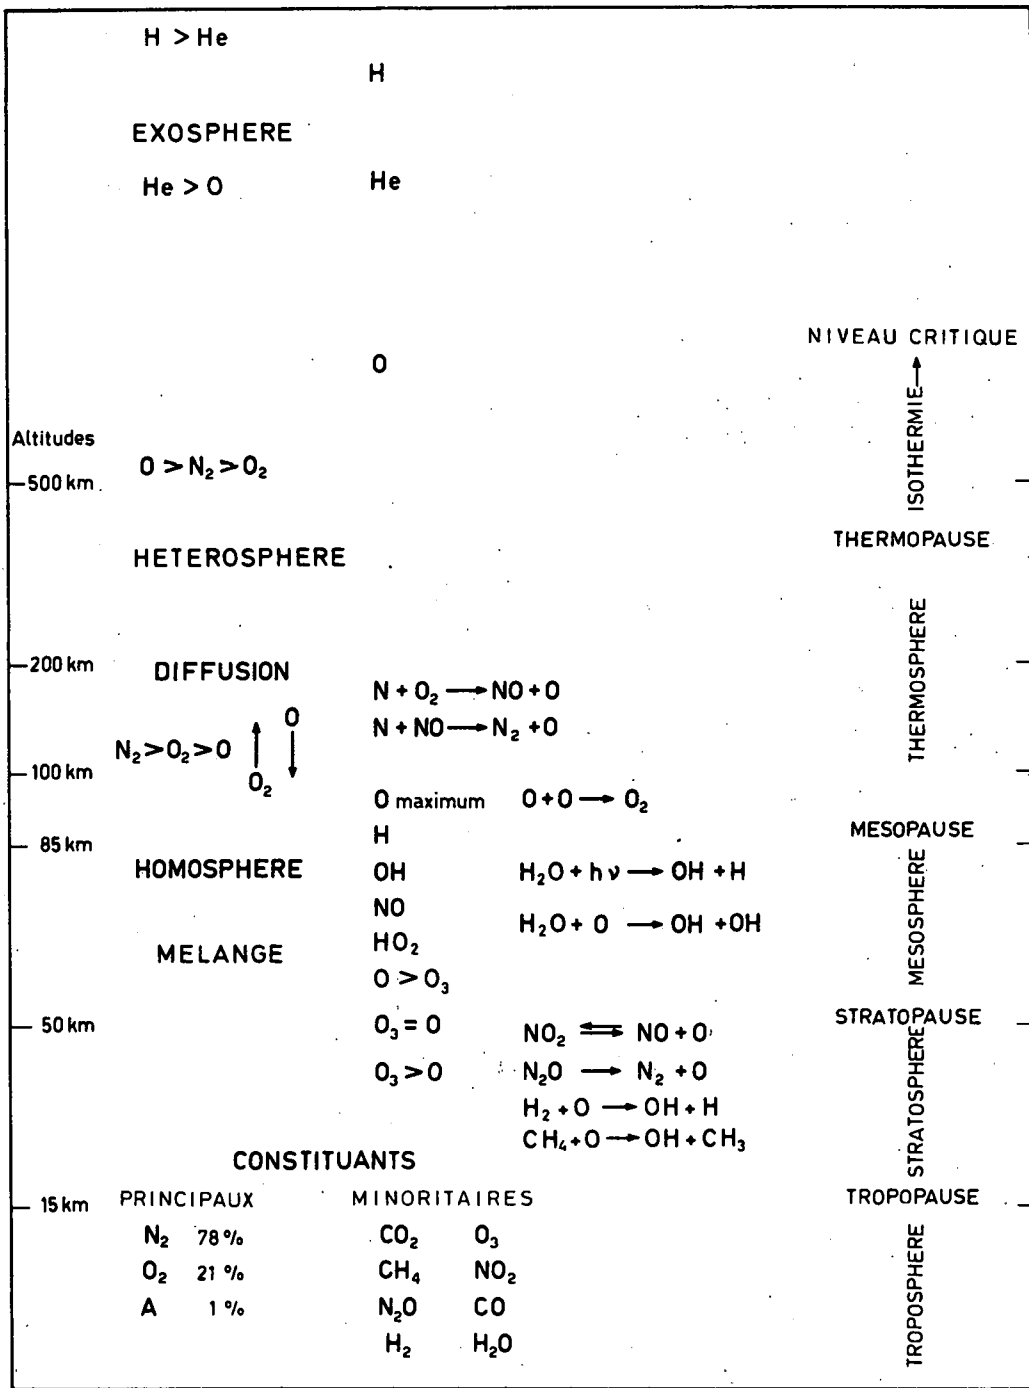 H > He
H
EXOSPHERE
He > O
He
NIVEAU CRITIQUE
O
ISOTHERMIE
Altitudes
O > N₂ > O₂
500 km
THERMOPAUSE
HETEROSPHERE
THERMOSPHERE
200 km
DIFFUSION
N + O₂ → NO + O
O
N + NO → N₂ + O
N₂ > O₂ > O
100 km
O₂
O maximum O + O → O₂
H
MESOPAUSE
85 km
HOMOSPHERE
OH
H₂O + hν → OH + H
MESOSPHERE
NO
H₂O + O → OH + OH
HO₂
MELANGE
O > O₃
STRATOPAUSE
50 km
O₃ = O
NO₂ ⇌ NO + O
STRATOSPHERE
O₃ > O
N₂O → N₂ + O
H₂ + O → OH + H
CH₄ + O → OH + CH₃
CONSTITUANTS
15 km
PRINCIPAUX
MINORITAIRES
TROPOPAUSE
N₂ 78 %
CO₂ O₃
TROPOSPHERE
O₂ 21 %
CH₄ NO₂
A 1 %
N₂O CO
H₂ H₂O